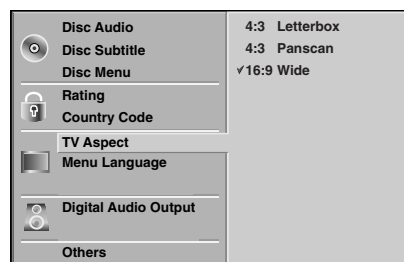 Disc Audio
Disc Subtitle
Disc Menu
Rating
Country Code
TV Aspect
Menu Language
Digital Audio Output
Others
4:3 Letterbox
4:3 Panscan
✓16:9 Wide